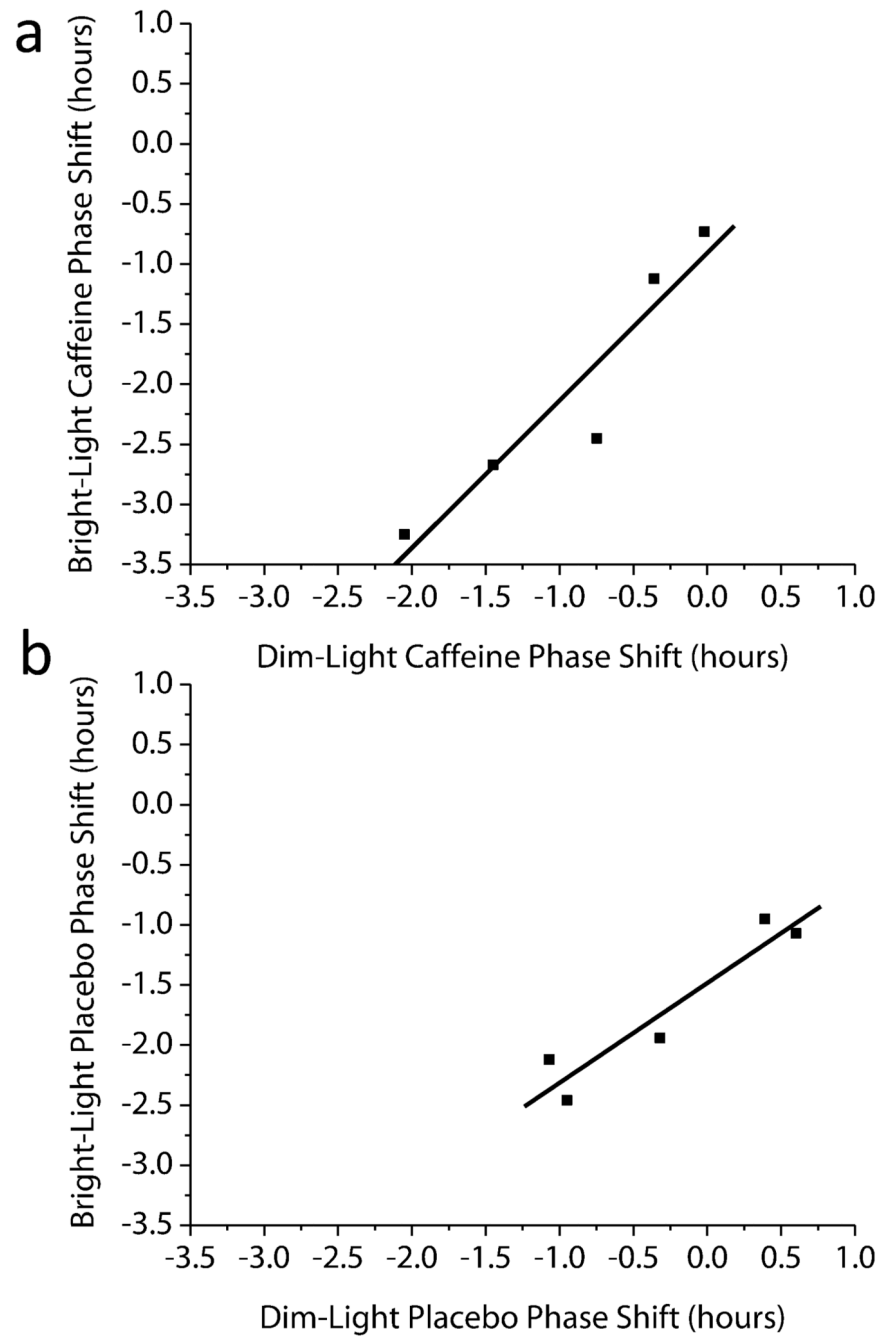 a
Bright-Light Caffeine Phase Shift (hours)
1.0
0.5
0.0
-0.5
-1.0
-1.5
-2.0
-2.5
-3.0
-3.5
-3.5 -3.0 -2.5 -2.0 -1.5 -1.0 -0.5 0.0 0.5 1.0
Dim-Light Caffeine Phase Shift (hours)
b
Bright-Light Placebo Phase Shift (hours)
1.0
0.5
0.0
-0.5
-1.0
-1.5
-2.0
-2.5
-3.0
-3.5
-3.5 -3.0 -2.5 -2.0 -1.5 -1.0 -0.5 0.0 0.5 1.0
Dim-Light Placebo Phase Shift (hours)